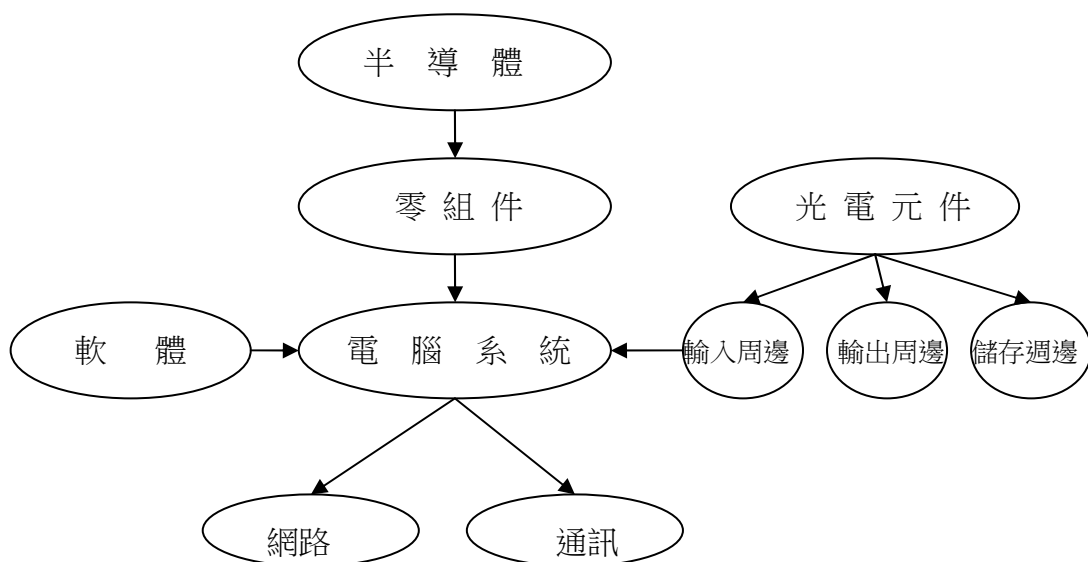 半 導 體
零 組 件
光 電 元 件
軟 體
電 腦 系 統
輸入周邊
輸出周邊
儲存週邊
網路
通訊